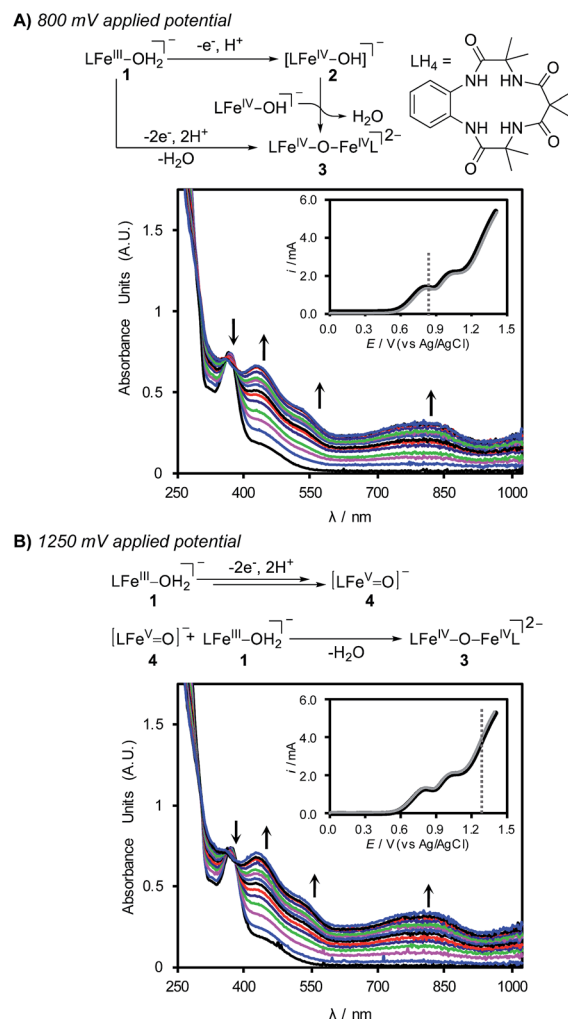 A) 800 mV applied potential
LFeIII–OH2 – -e-, H+ [LFeIV–OH] –
1 2
LH4 =
O O
NH HN O
NH HN
O O
LFeIV–OH – H2O
-2e-, 2H+
-H2O
LFeIV–O–FeIVL 2–
3
Absorbance Units (A.U.)
1.5
1
0.5
0
250 400 550 700 850 1000
λ / nm
i / mA
6.0
4.0
2.0
0.0
0.0 0.3 0.6 0.9 1.2 1.5
E / V (vs Ag/AgCl)
B) 1250 mV applied potential
LFeIII–OH2 – -2e-, 2H+ [LFeV=O] –
1 4
[LFeV=O] – + LFeIII–OH2 – -H2O LFeIV–O–FeIVL 2–
4 1 3
Absorbance Units (A.U.)
1.5
1
0.5
0
250 400 550 700 850 1000
λ / nm
i / mA
6.0
4.0
2.0
0.0
0.0 0.3 0.6 0.9 1.2 1.5
E / V (vs Ag/AgCl)